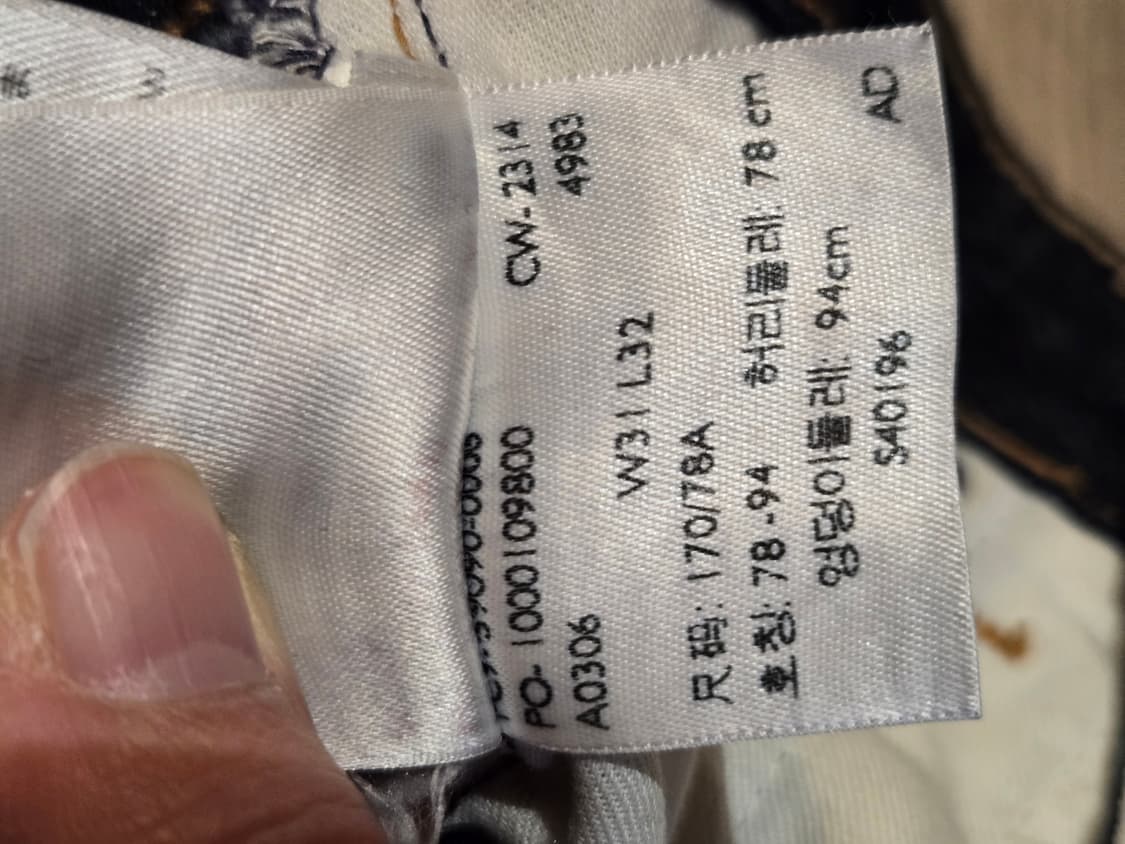 PO- 1000109800 CW- 2314
A0306 4983
W31 L32
尺码: 170/78A
호칭: 78-94 허리둘레: 78 cm
엉덩이둘레: 94cm
S40196 AD